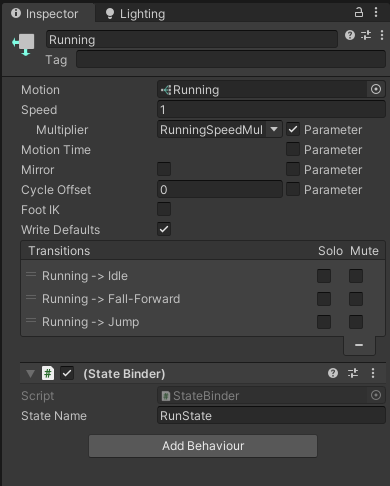 Inspector Lighting
Running
Tag
Motion Running
Speed 1
Multiplier RunningSpeedMul Parameter
Motion Time Parameter
Mirror Parameter
Cycle Offset 0 Parameter
Foot IK
Write Defaults
Transitions Solo Mute
Running -> Idle
Running -> Fall-Forward
Running -> Jump
# (State Binder)
Script # StateBinder
State Name RunState
Add Behaviour